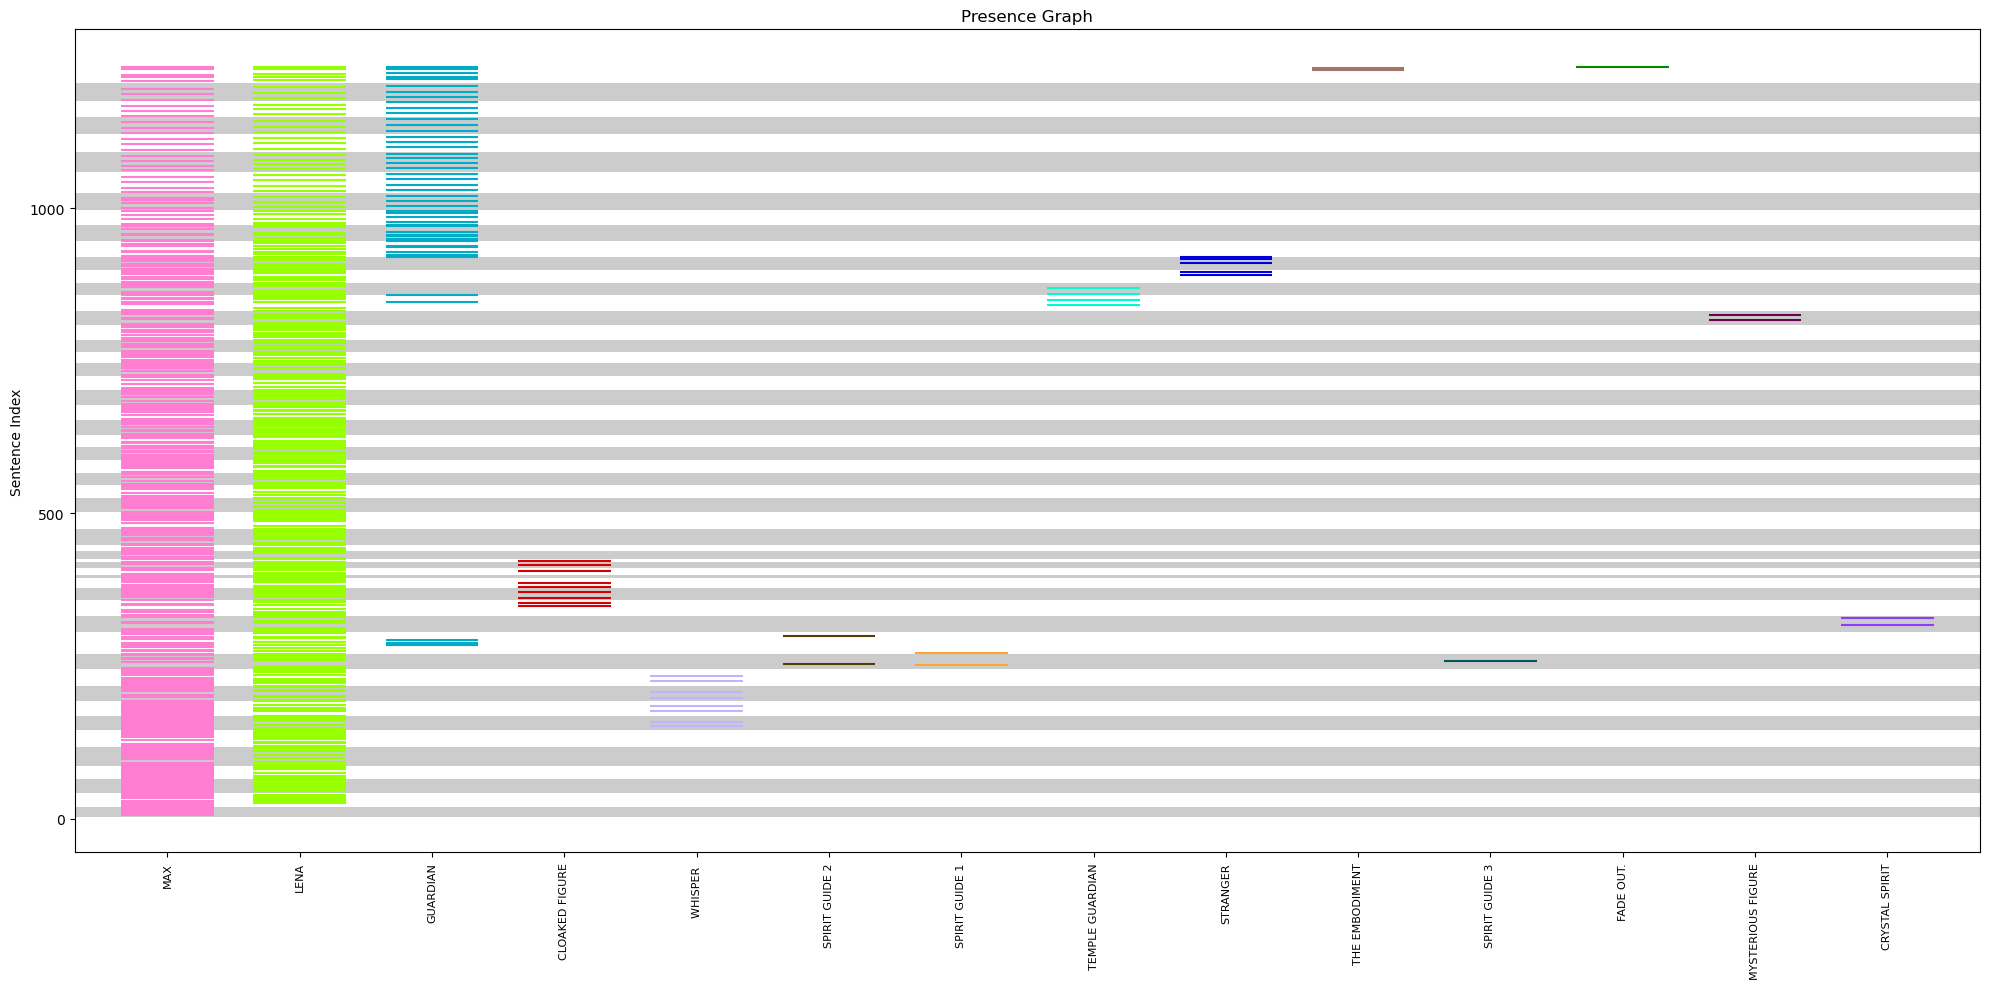 Presence Graph
Sentence Index
1000
500
0
MAX
LENA
GUARDIAN
CLOAKED FIGURE
WHISPER
SPIRIT GUIDE 2
SPIRIT GUIDE 1
TEMPLE GUARDIAN
STRANGER
THE EMBODIMENT
SPIRIT GUIDE 3
FADE OUT.
MYSTERIOUS FIGURE
CRYSTAL SPIRIT